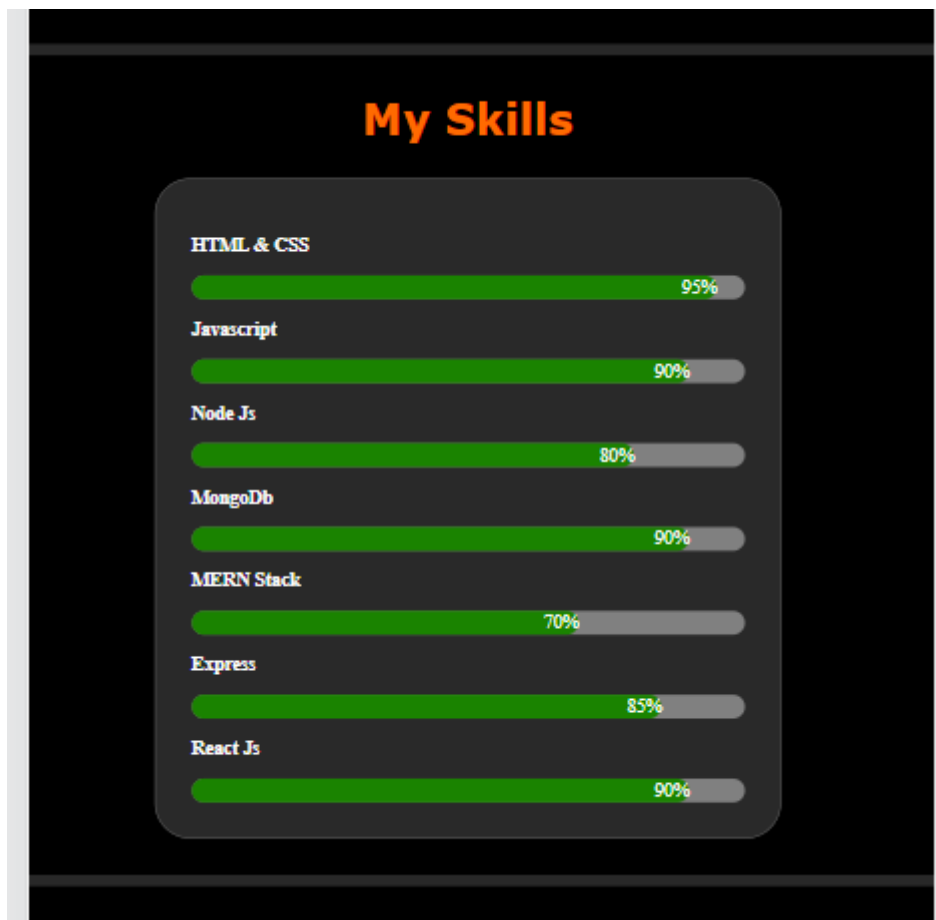 My Skills
HTML & CSS
95%
Javascript
90%
Node Js
80%
MongoDb
90%
MERN Stack
70%
Express
85%
React Js
90%